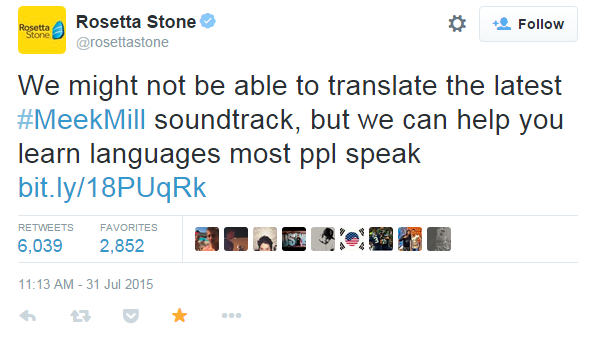 Rosetta Stone
Rosetta Stone
@rosettastone
Follow
We might not be able to translate the latest
#MeekMill soundtrack, but we can help you
learn languages most ppl speak
bit.ly/18PUqRk
RETWEETS FAVORITES
6,039 2,852
11:13 AM - 31 Jul 2015